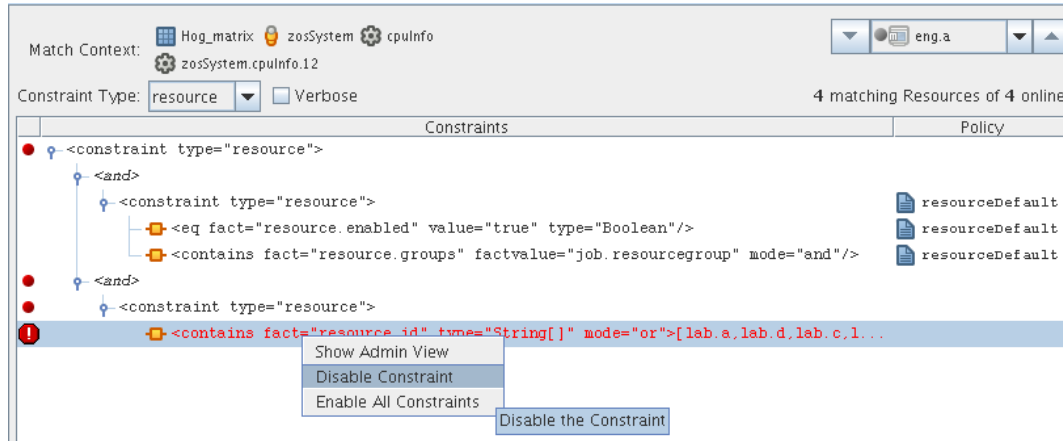 Match Context: Hog_matrix zosSystem cpuInfo
zosSystem.cpuInfo.12
eng.a
Constraint Type: resource Verbose
4 matching Resources of 4 online
Constraints Policy
<constraint type="resource">
<and>
<constraint type="resource"> resourceDefault
<eq fact="resource.enabled" value="true" type="Boolean"/> resourceDefault
<contains fact="resource.groups" factvalue="job.resourcegroup" mode="and"/> resourceDefault
<and>
<constraint type="resource">
<contains fact="resource.id" type="String[]" mode="or">[lab.a,lab.d,lab.c,l...
Show Admin View
Disable Constraint
Enable All Constraints
Disable the Constraint